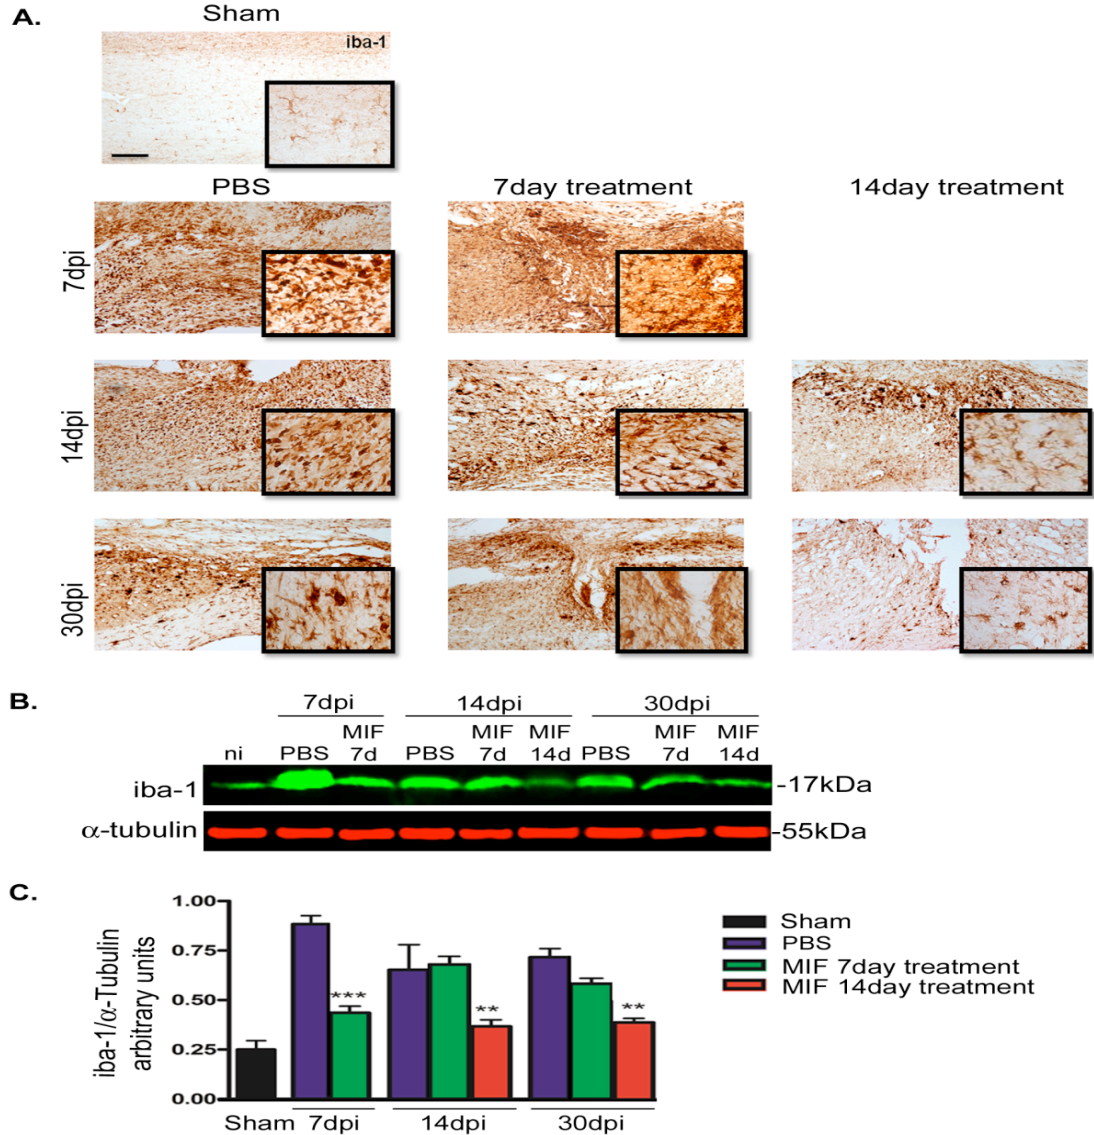 A.
Sham
iba-1
PBS
7day treatment
14day treatment
7dpi
14dpi
30dpi
B.
7dpi
14dpi
30dpi
ni
PBS
MIF
7d
PBS
MIF
7d
MIF
14d
PBS
MIF
7d
MIF
14d
iba-1
-17kDa
α-tubulin
-55kDa
C.
iba-1/α-Tubulin
arbitrary units
1.00
0.75
0.50
0.25
0.00
***
**
**
Sham
7dpi
14dpi
30dpi
Sham
PBS
MIF 7day treatment
MIF 14day treatment